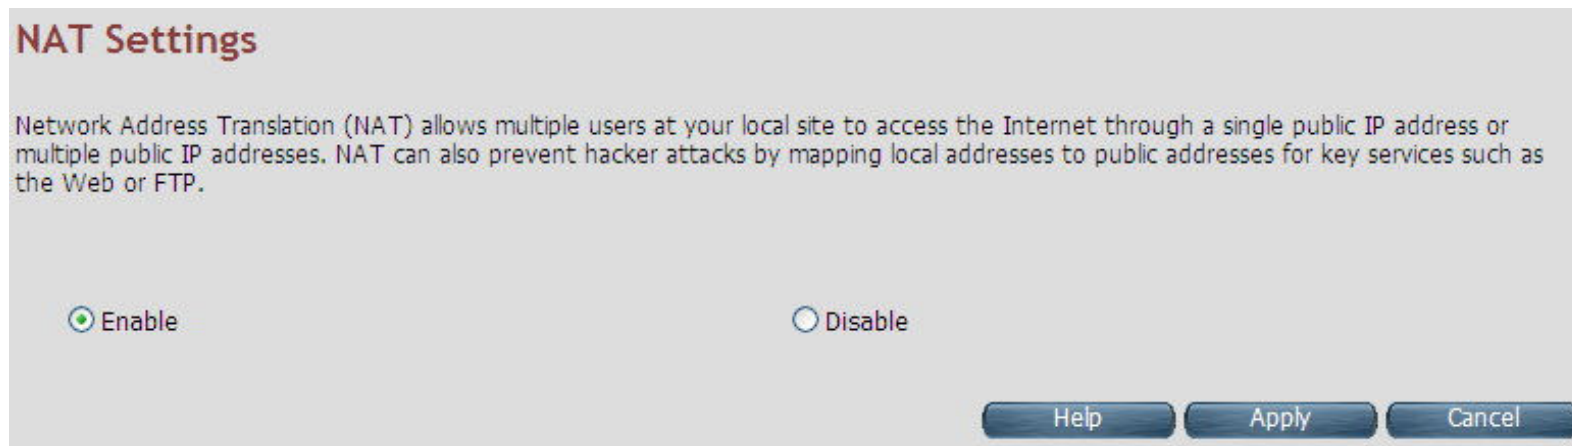 NAT Settings
Network Address Translation (NAT) allows multiple users at your local site to access the Internet through a single public IP address or
multiple public IP addresses. NAT can also prevent hacker attacks by mapping local addresses to public addresses for key services such as
the Web or FTP.
Enable Disable
Help Apply Cancel